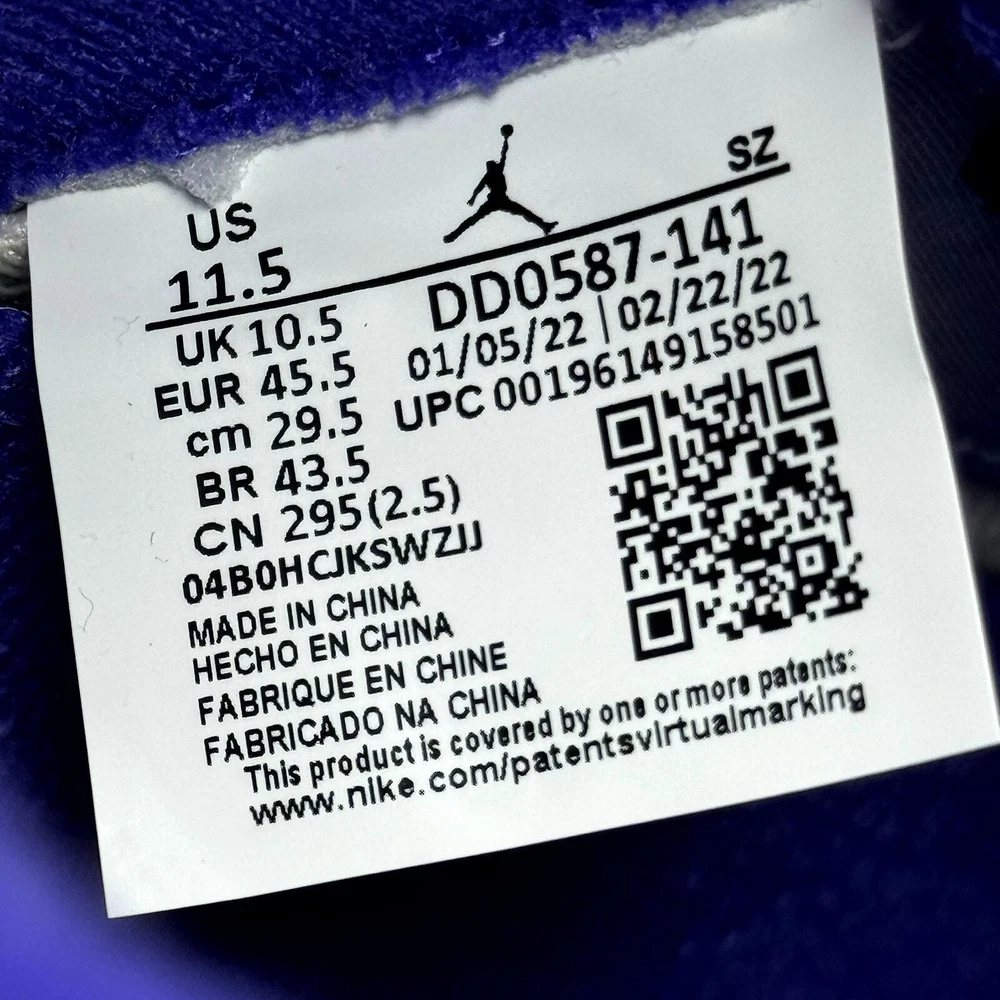 US
SZ
11.5
DD0587-141
UK 10.5
01/05/22 | 02/22/22
EUR 45.5
UPC 00196149158501
cm 29.5
BR 43.5
CN 295(2.5)
04B0HCJKSWZJJ
MADE IN CHINA
HECHO EN CHINA
FABRIQUE EN CHINE
FABRICADO NA CHINA
This product is covered by one or more patents:
www.nike.com/patentsvirtualmarking